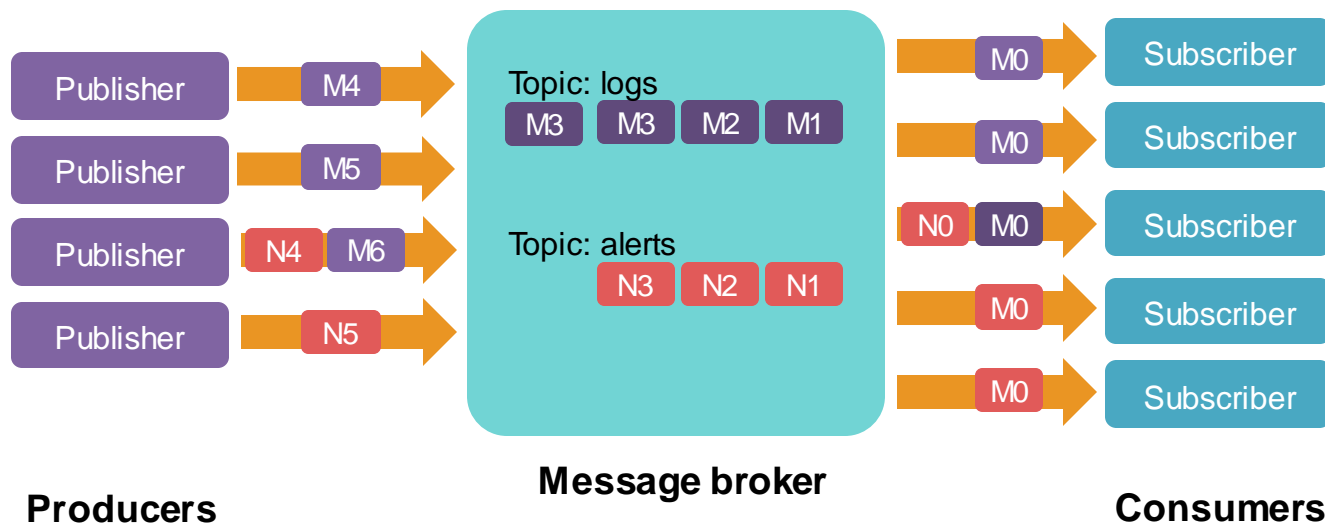 Publisher
M4
Publisher
M5
Publisher
N4 M6
Publisher
N5
Topic: logs
M3 M3 M2 M1
Topic: alerts
N3 N2 N1
M0
Subscriber
M0
Subscriber
N0 M0
Subscriber
M0
Subscriber
M0
Subscriber
Producers
Message broker
Consumers